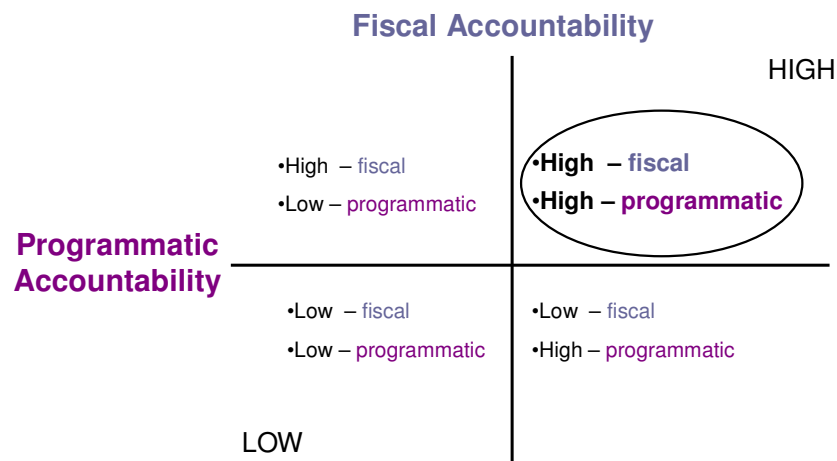 Fiscal Accountability
HIGH
•High – fiscal
•Low – programmatic
•High – fiscal
•High – programmatic
Programmatic
Accountability
•Low – fiscal
•Low – programmatic
•Low – fiscal
•High – programmatic
LOW